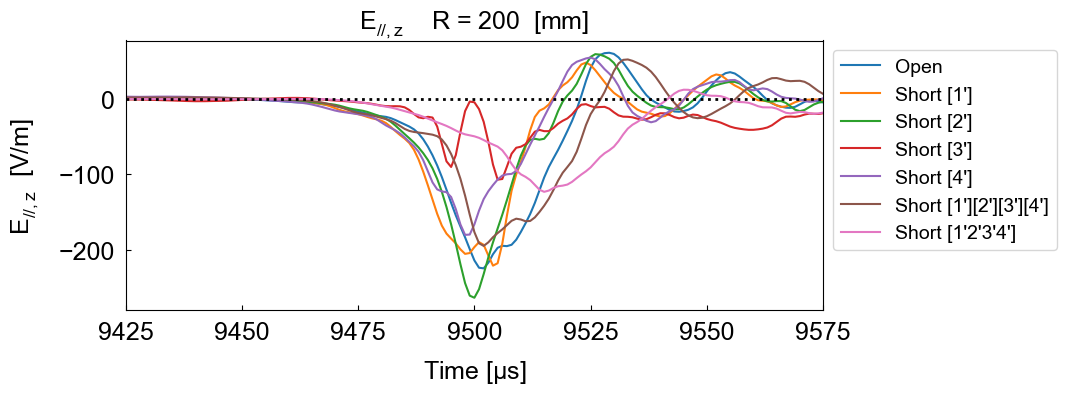 E//, z    R = 200  [mm]
E//, z  [V/m]
0
−100
−200
9425 9450 9475 9500 9525 9550 9575
Time [µs]
Open
Short [1']
Short [2']
Short [3']
Short [4']
Short [1'][2'][3'][4']
Short [1'2'3'4']